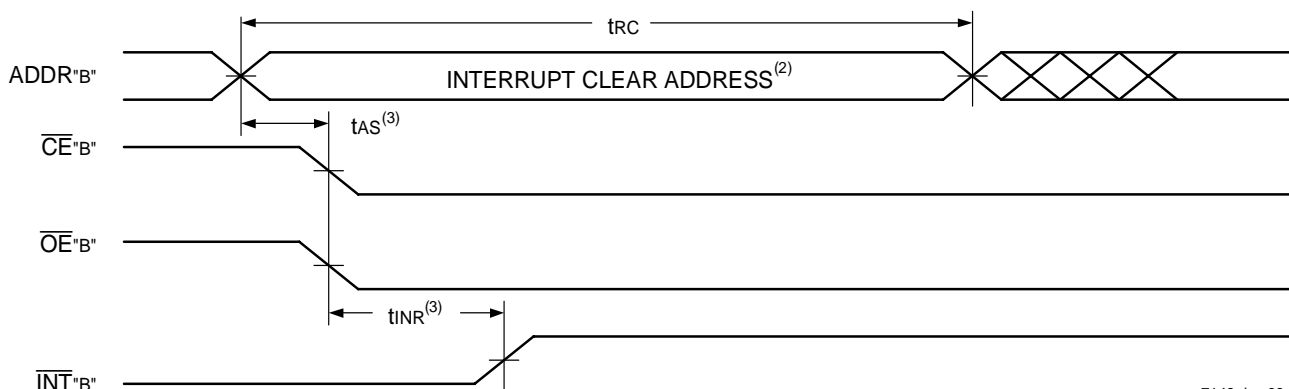 tRC
ADDR"B"
INTERRUPT CLEAR ADDRESS(2)
tAS(3)
CE"B"
OE"B"
tINR(3)
INT"B"